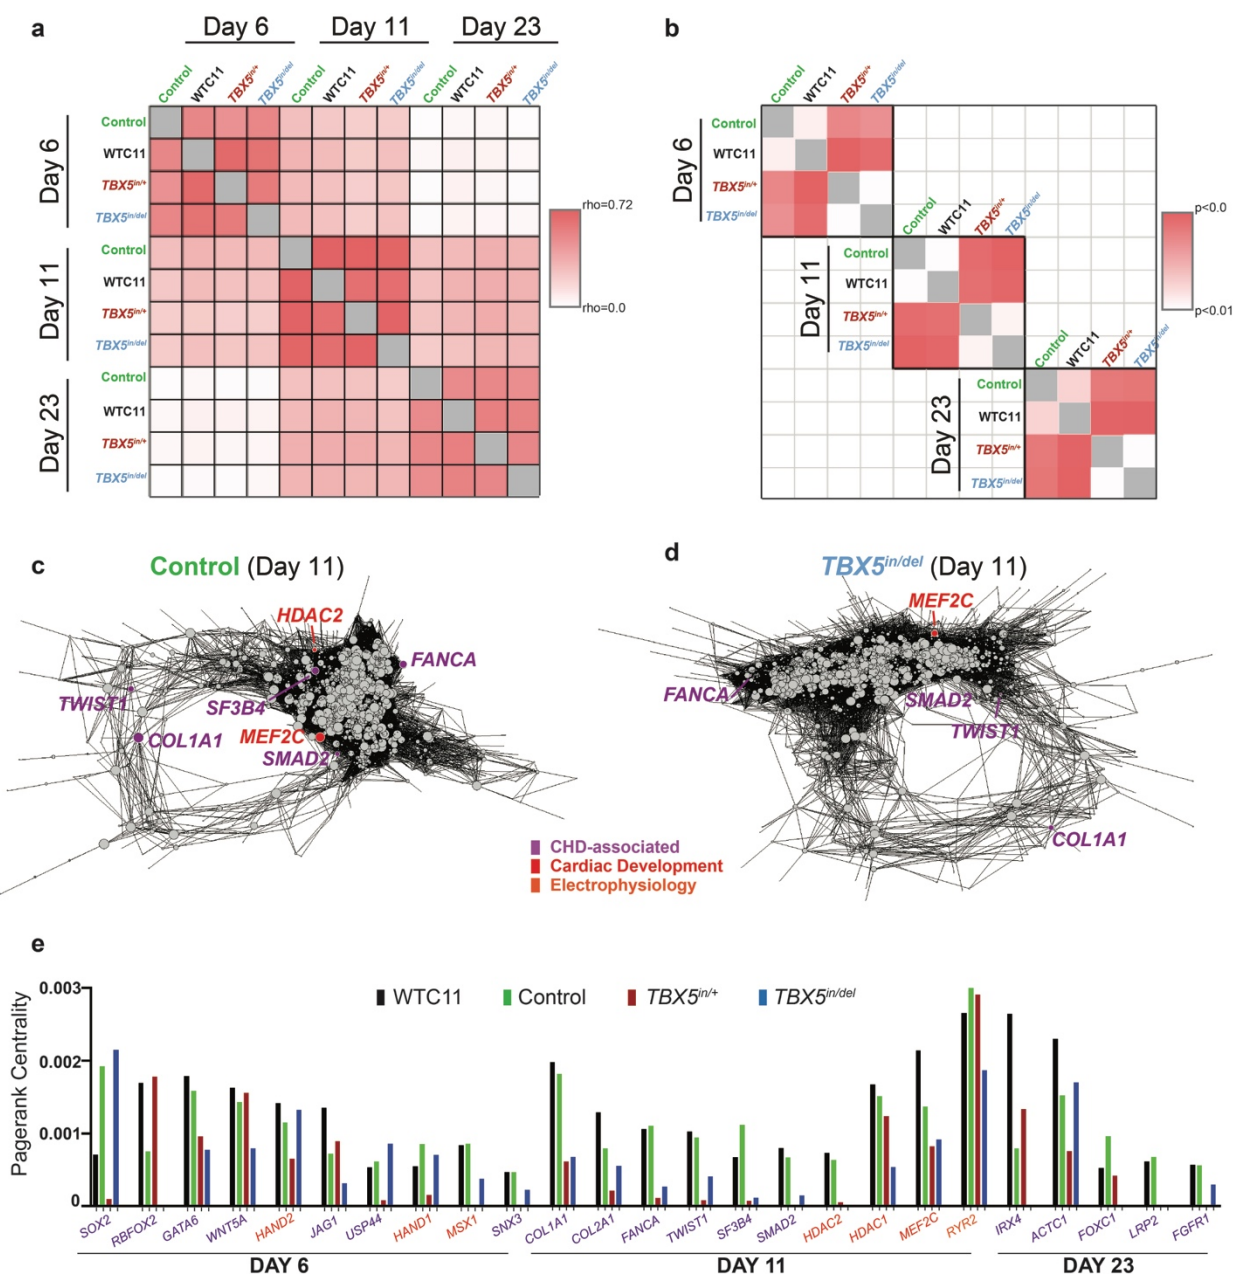 a
Day 6 Day 11 Day 23
Control WTC11 TBX5in/+ TBX5in/del Control WTC11 TBX5in/+ TBX5in/del Control WTC11 TBX5in/+ TBX5in/del
Day 6
Control
WTC11
TBX5in/+
TBX5in/del
Day 11
Control
WTC11
TBX5in/+
TBX5in/del
Day 23
Control
WTC11
TBX5in/+
TBX5in/del
rho=0.72
rho=0.0
b
Control WTC11 TBX5in/+ TBX5in/del
Day 6
Control
WTC11
TBX5in/+
TBX5in/del
Control WTC11 TBX5in/+ TBX5in/del
Day 11
Control
WTC11
TBX5in/+
TBX5in/del
Control WTC11 TBX5in/+ TBX5in/del
Day 23
Control
WTC11
TBX5in/+
TBX5in/del
p<0.0
p<0.01
c
Control (Day 11)
HDAC2
FANCA
TWIST1
SF3B4
COL1A1
MEF2C
SMAD2
d
TBX5in/del (Day 11)
MEF2C
FANCA
SMAD2
TWIST1
COL1A1
CHD-associated
Cardiac Development
Electrophysiology
e
Pagerank Centrality
0.003
0.002
0.001
0
WTC11 Control TBX5in/+ TBX5in/del
SOX2 RBFOX2 GATA6 WNT5A HAND2 JAG1 USP44 HAND1 MSX1 SNX3 COL1A1 COL2A1 FANCA TWIST1 SF3B4 SMAD2 HDAC2 HDAC1 MEF2C RYR2 IRX4 ACTC1 FOXC1 LRP2 FGFR1
DAY 6 DAY 11 DAY 23